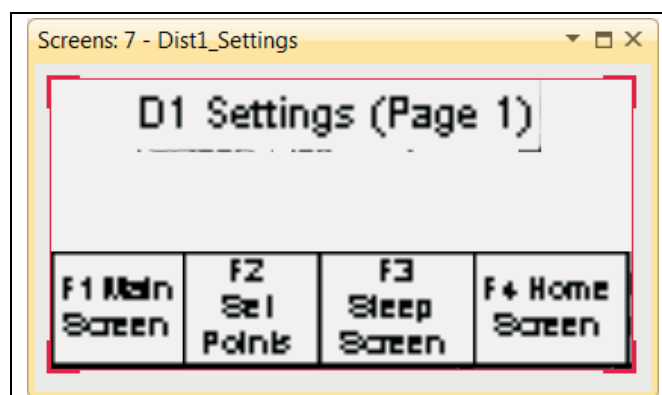 Screens: 7 - Dist1_Settings
D1 Settings (Page 1)
F1 Main
Screen
F2
Set
Points
F3
Sleep
Screen
F4 Home
Screen